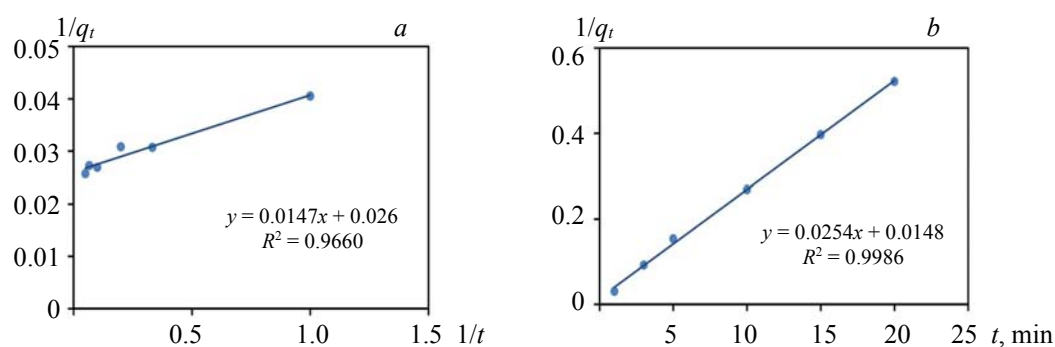 1/qt a
0.05
0.04
0.03
0.02
0.01
0
0.5 1.0 1.5 1/t
y = 0.0147x + 0.026
R² = 0.9660
1/qt b
0.6
0.4
0.2
0
5 10 15 20 25 t, min
y = 0.0254x + 0.0148
R² = 0.9986